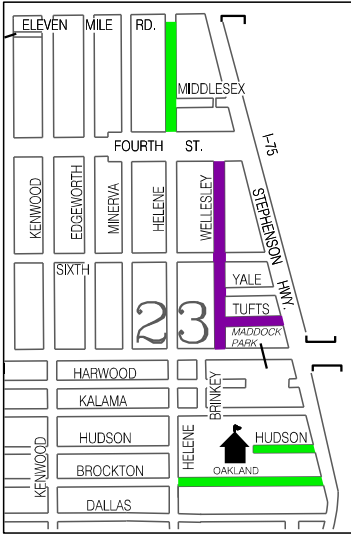 ELEVEN MILE RD.
MIDDLESEX
I-75
FOURTH ST.
KENWOOD
EDGEWORTH
MINERVA
HELENE
WELLESLEY
STEPHENSON HWY.
SIXTH
YALE
23
TUFTS
MADDOCK
PARK
HARWOOD
KALAMA
BRINKEY
HUDSON
HELENE
HUDSON
KENWOOD
BROCKTON
OAKLAND
DALLAS